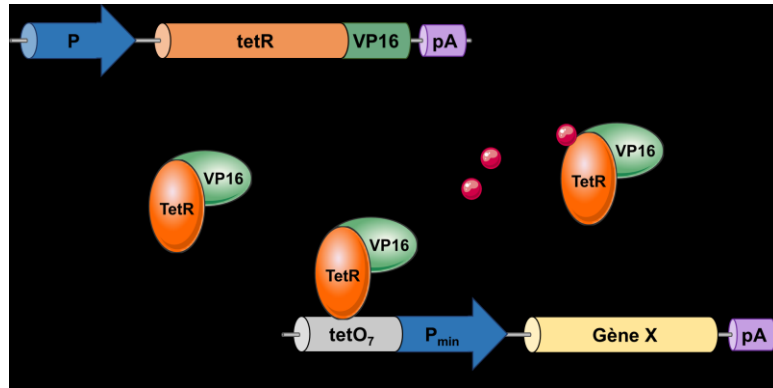 P tetR VP16 pA
VP16
TetR
VP16
TetR
VP16
TetR
tetO₇ Pmin Gène X pA